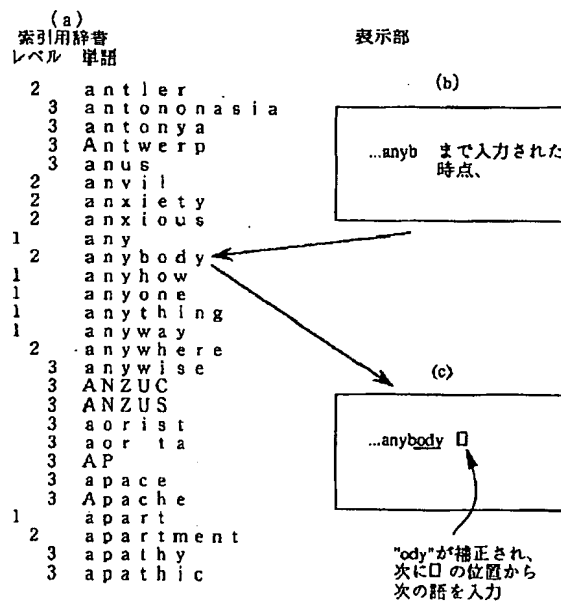 (a)
索引用辞書
レベル 単語
2 antler
3 antononasia
3 antonya
3 Antwerp
3 anus
2 anvil
2 anxiety
2 anxious
1 any
2 anybody
1 anyhow
1 anyone
1 anything
1 anyway
2 anywhere
3 anywise
3 ANZUC
3 ANZUS
3 aorist
3 aor ta
3 AP
3 apace
3 Apache
1 apart
2 apartment
3 apathy
3 apathic
表示部
(b)
...anyb まで入力された
時点、
(c)
...anybody □
"ody"が補正され、
次に□ の位置から
次の語を入力